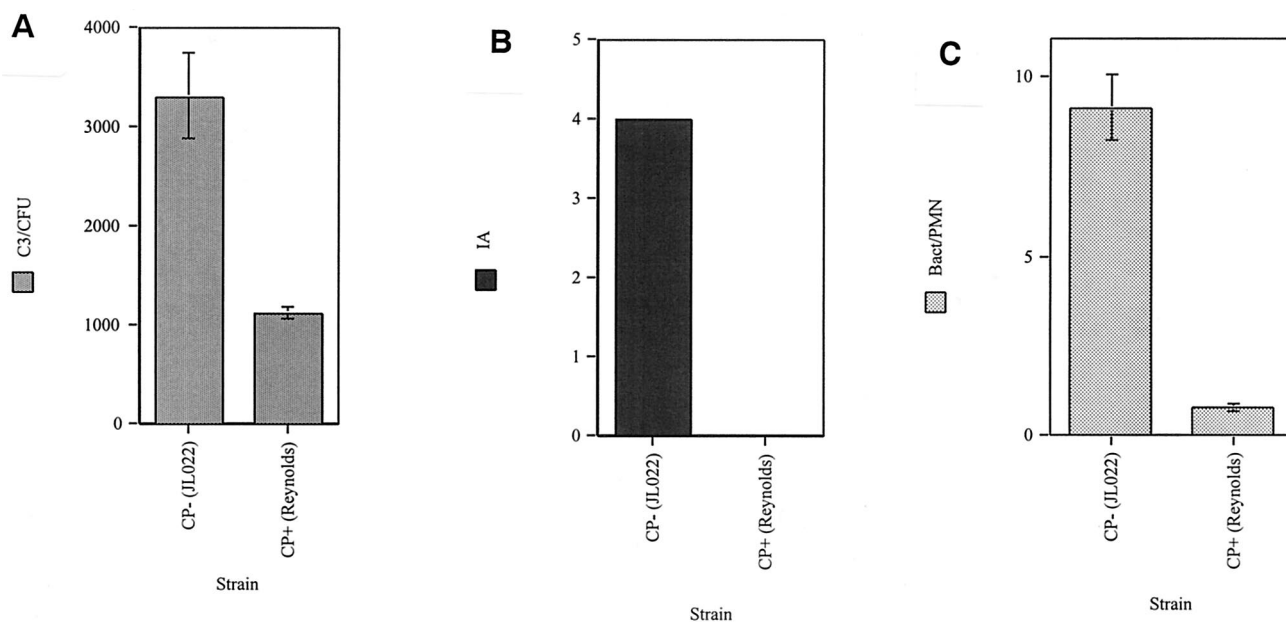 A
4000
3000
2000
1000
0
C3/CFU
CP- (JL022)
CP+ (Reynolds)
Strain
B
5
4
3
2
1
0
IA
CP- (JL022)
CP+ (Reynolds)
Strain
C
10
5
0
Bact/PMN
CP- (JL022)
CP+ (Reynolds)
Strain